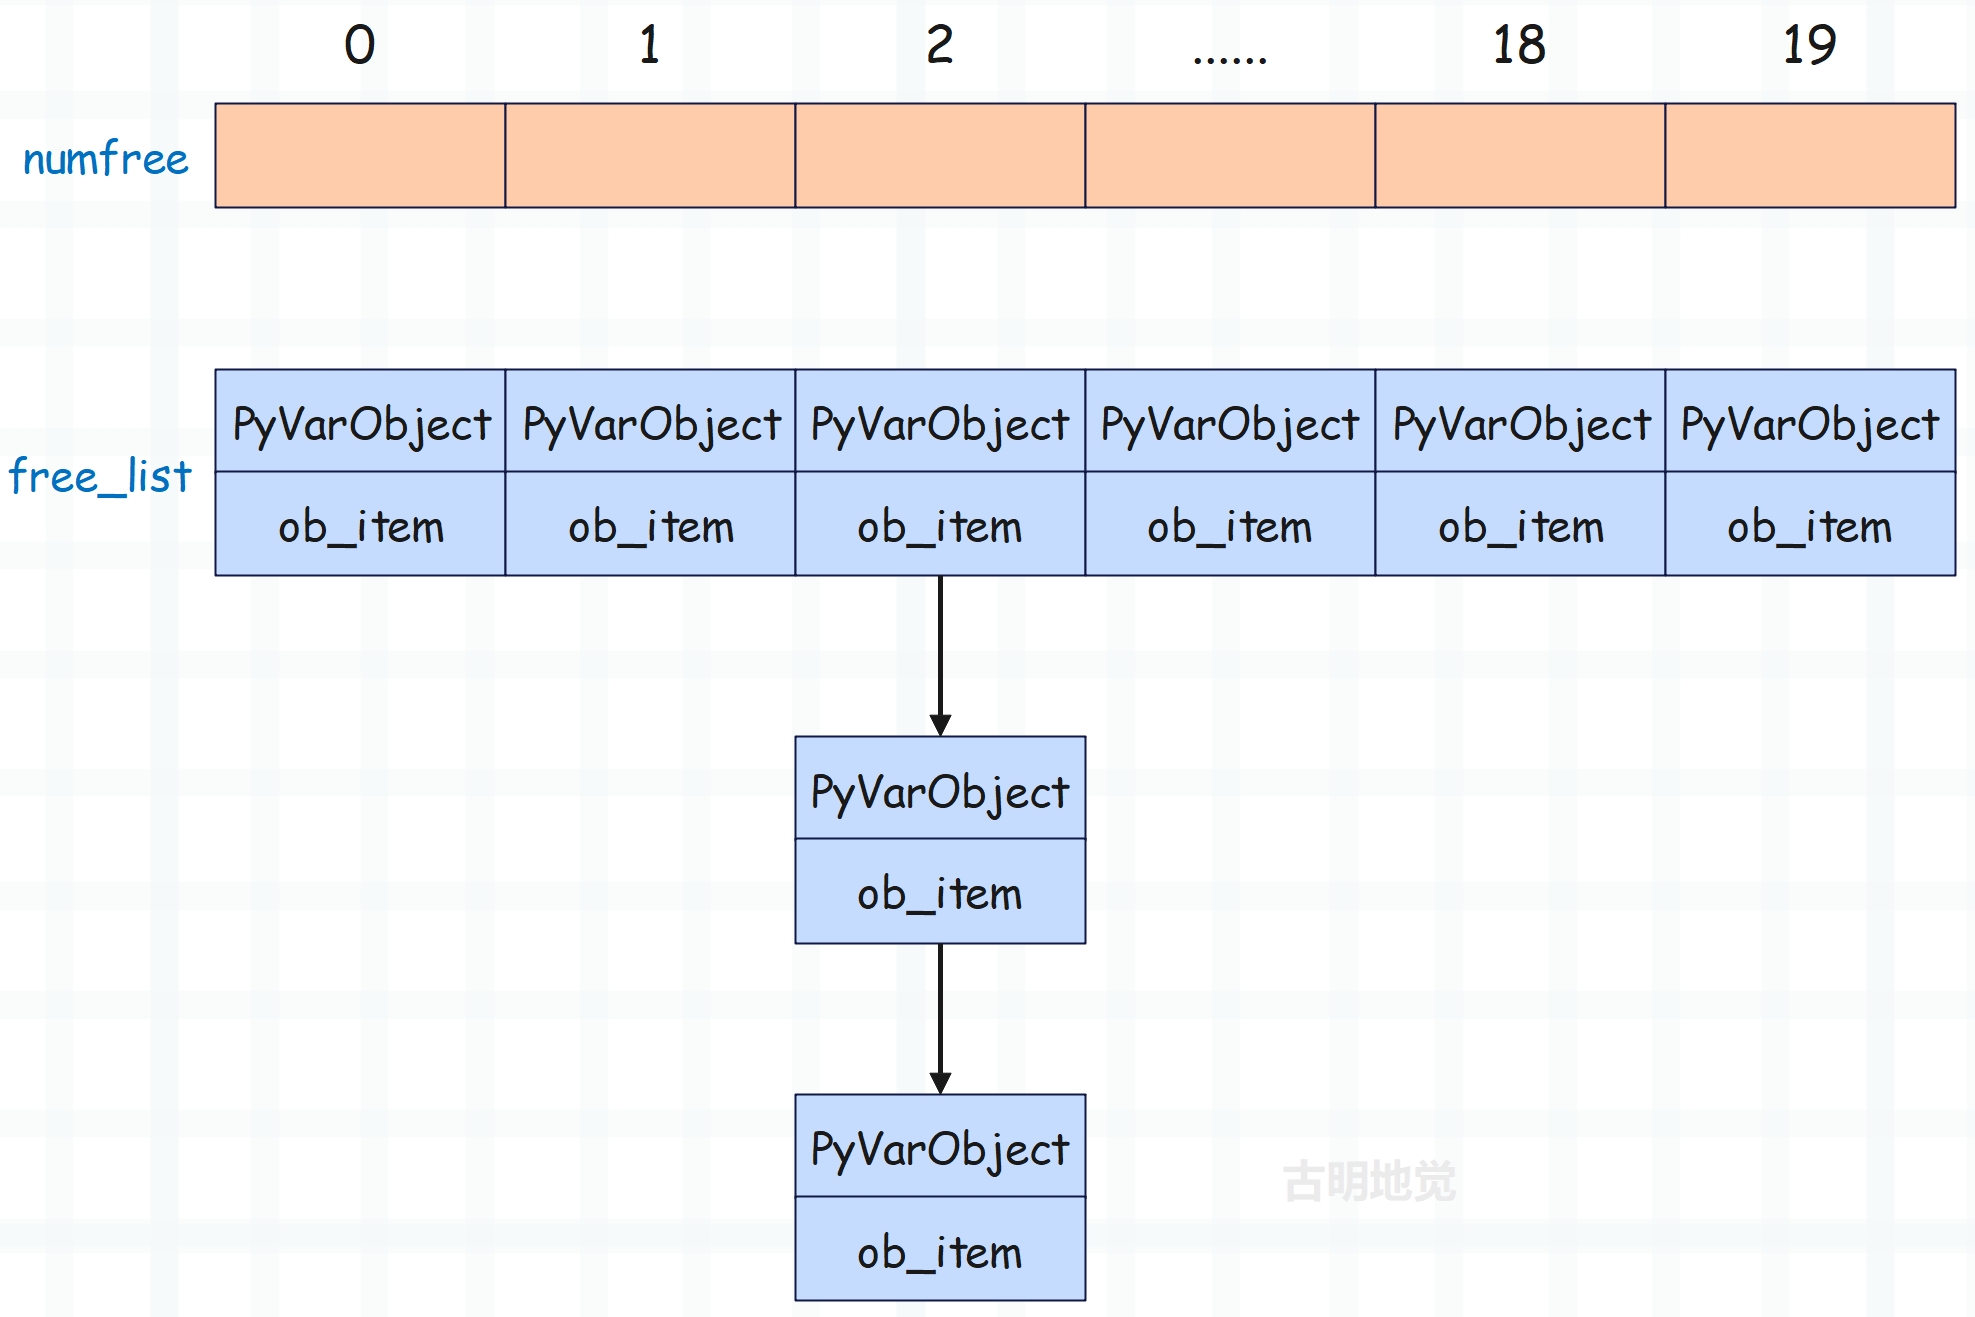 0 1 2 ...... 18 19
numfree
PyVarObject PyVarObject PyVarObject PyVarObject PyVarObject PyVarObject
free_list
ob_item ob_item ob_item ob_item ob_item ob_item
PyVarObject
ob_item
PyVarObject
古明地觉
ob_item